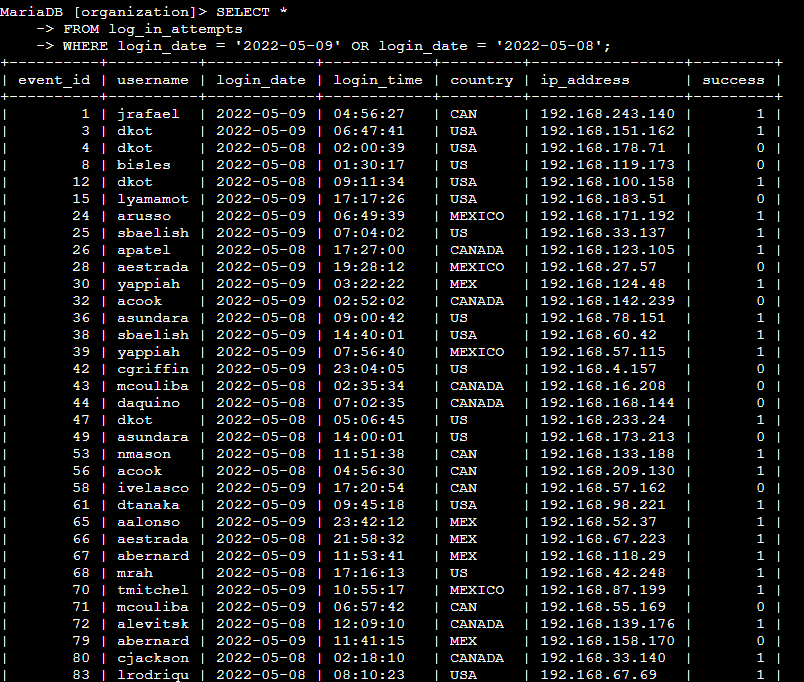 MariaDB [organization]> SELECT *
    -> FROM log_in_attempts
    -> WHERE login_date = '2022-05-09' OR login_date = '2022-05-08';
+----------+----------+------------+------------+---------+-----------------+---------+
| event_id | username | login_date | login_time | country | ip_address      | success |
+----------+----------+------------+------------+---------+-----------------+---------+
|        1 | jrafael  | 2022-05-09 | 04:56:27   | CAN     | 192.168.243.140 |       1 |
|        3 | dkot     | 2022-05-09 | 06:47:41   | USA     | 192.168.151.162 |       1 |
|        4 | dkot     | 2022-05-08 | 02:00:39   | USA     | 192.168.178.71  |       0 |
|        8 | bisles   | 2022-05-08 | 01:30:17   | US      | 192.168.119.173 |       0 |
|       12 | dkot     | 2022-05-08 | 09:11:34   | USA     | 192.168.100.158 |       1 |
|       15 | lyamamot | 2022-05-09 | 17:17:26   | USA     | 192.168.183.51  |       0 |
|       24 | arusso   | 2022-05-09 | 06:49:39   | MEXICO  | 192.168.171.192 |       1 |
|       25 | sbaelish | 2022-05-09 | 07:04:02   | US      | 192.168.33.137  |       1 |
|       26 | apatel   | 2022-05-08 | 17:27:00   | CANADA  | 192.168.123.105 |       1 |
|       28 | aestrada | 2022-05-09 | 19:28:12   | MEXICO  | 192.168.27.57   |       0 |
|       30 | yappiah  | 2022-05-09 | 03:22:22   | MEX     | 192.168.124.48  |       1 |
|       32 | acook    | 2022-05-09 | 02:52:02   | CANADA  | 192.168.142.239 |       0 |
|       36 | asundara | 2022-05-08 | 09:00:42   | US      | 192.168.78.151  |       1 |
|       38 | sbaelish | 2022-05-09 | 14:40:01   | USA     | 192.168.60.42   |       1 |
|       39 | yappiah  | 2022-05-09 | 07:56:40   | MEXICO  | 192.168.57.115  |       1 |
|       42 | cgriffin | 2022-05-09 | 23:04:05   | US      | 192.168.4.157   |       0 |
|       43 | mcouliba | 2022-05-08 | 02:35:34   | CANADA  | 192.168.16.208  |       0 |
|       44 | daquino  | 2022-05-08 | 07:02:35   | CANADA  | 192.168.168.144 |       0 |
|       47 | dkot     | 2022-05-08 | 05:06:45   | US      | 192.168.233.24  |       1 |
|       49 | asundara | 2022-05-08 | 14:00:01   | US      | 192.168.173.213 |       0 |
|       53 | nmason   | 2022-05-08 | 11:51:38   | CAN     | 192.168.133.188 |       1 |
|       56 | acook    | 2022-05-08 | 04:56:30   | CAN     | 192.168.209.130 |       1 |
|       58 | ivelasco | 2022-05-09 | 17:20:54   | CAN     | 192.168.57.162  |       0 |
|       61 | dtanaka  | 2022-05-09 | 09:45:18   | USA     | 192.168.98.221  |       1 |
|       65 | aalonso  | 2022-05-09 | 23:42:12   | MEX     | 192.168.52.37   |       1 |
|       66 | aestrada | 2022-05-08 | 21:58:32   | MEX     | 192.168.67.223  |       1 |
|       67 | abernard | 2022-05-09 | 11:53:41   | MEX     | 192.168.118.29  |       1 |
|       68 | mrah     | 2022-05-08 | 17:16:13   | US      | 192.168.42.248  |       1 |
|       70 | tmitchel | 2022-05-09 | 10:55:17   | MEXICO  | 192.168.87.199  |       1 |
|       71 | mcouliba | 2022-05-09 | 06:57:42   | CAN     | 192.168.55.169  |       0 |
|       72 | alevitsk | 2022-05-08 | 12:09:10   | CANADA  | 192.168.139.176 |       1 |
|       79 | abernard | 2022-05-09 | 11:41:15   | MEX     | 192.168.158.170 |       0 |
|       80 | cjackson | 2022-05-08 | 02:18:10   | CANADA  | 192.168.33.140  |       1 |
|       83 | lrodriqu | 2022-05-08 | 08:10:23   | USA     | 192.168.67.69   |       1 |